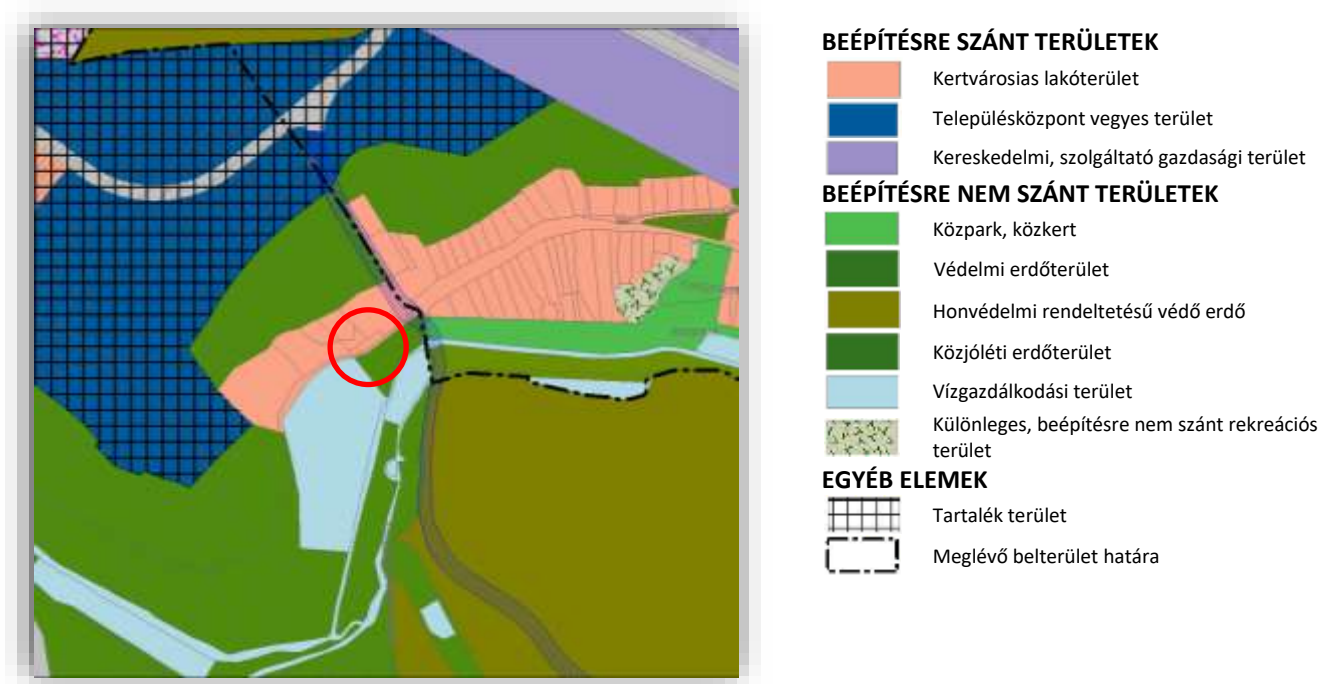 BEÉPÍTÉSRE SZÁNT TERÜLETEK
Kertvárosias lakóterület
Településközpont vegyes terület
Kereskedelmi, szolgáltató gazdasági terület
BEÉPÍTÉSRE NEM SZÁNT TERÜLETEK
Közpark, közkert
Védelmi erdőterület
Honvédelmi rendeltetésű védő erdő
Közjóléti erdőterület
Vízgazdálkodási terület
Különleges, beépítésre nem szánt rekreációs
terület
EGYÉB ELEMEK
Tartalék terület
Meglévő belterület határa